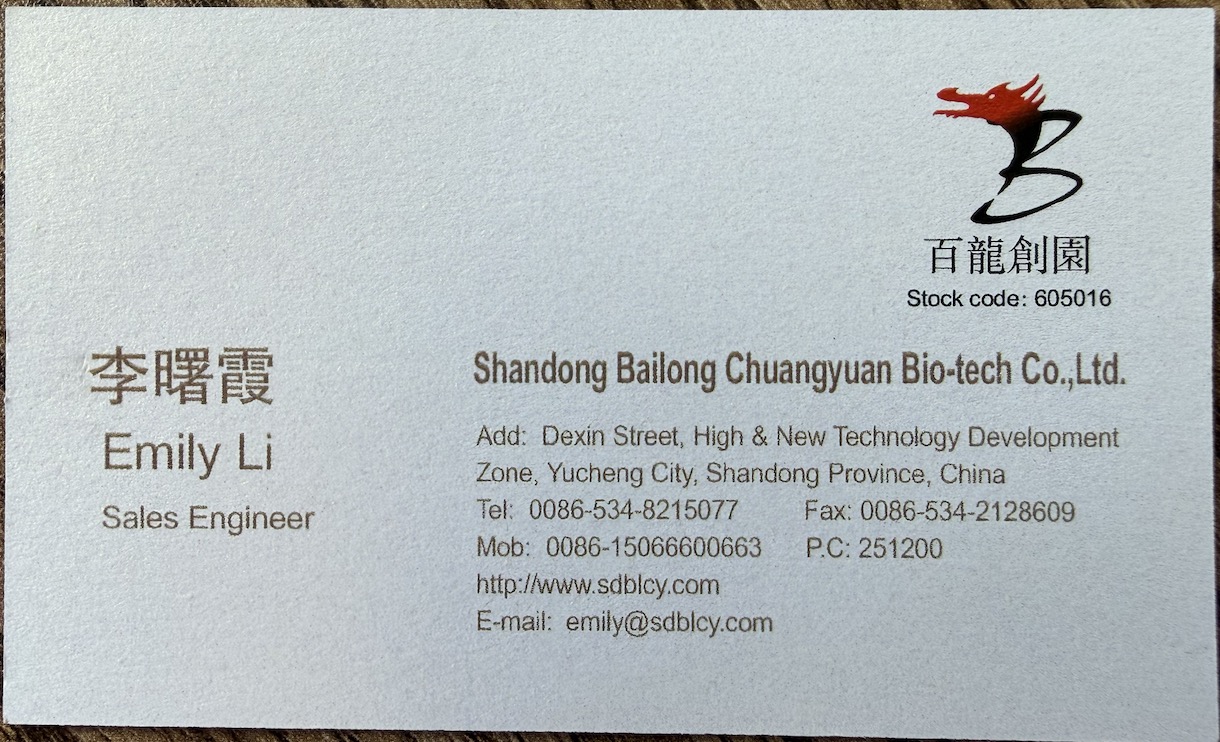 百龍創園
Stock code: 605016
李曙霞
Emily Li
Sales Engineer
Shandong Bailong Chuangyuan Bio-tech Co.,Ltd.
Add: Dexin Street, High & New Technology Development
Zone, Yucheng City, Shandong Province, China
Tel: 0086-534-8215077 Fax: 0086-534-2128609
Mob: 0086-15066600663 P.C: 251200
http://www.sdblcy.com
E-mail: emily@sdblcy.com